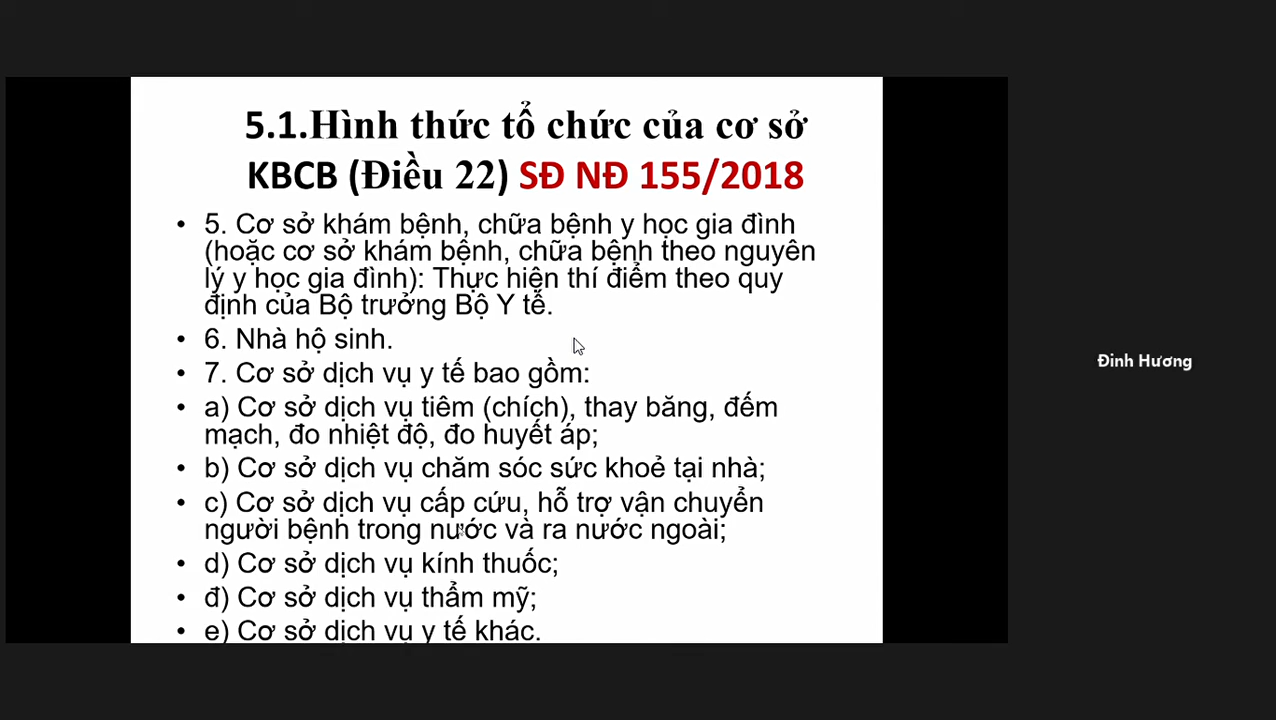 5.1.Hình thức tổ chức của cơ sở
KBCB (Điều 22) SĐ NĐ 155/2018
• 5. Cơ sở khám bệnh, chữa bệnh y học gia đình
(hoặc cơ sở khám bệnh, chữa bệnh theo nguyên
lý y học gia đình): Thực hiện thí điểm theo quy
định của Bộ trưởng Bộ Y tế.
• 6. Nhà hộ sinh.
• 7. Cơ sở dịch vụ y tế bao gồm:
• a) Cơ sở dịch vụ tiêm (chích), thay băng, đếm
mạch, đo nhiệt độ, đo huyết áp;
• b) Cơ sở dịch vụ chăm sóc sức khoẻ tại nhà;
• c) Cơ sở dịch vụ cấp cứu, hỗ trợ vận chuyển
người bệnh trong nước và ra nước ngoài;
• d) Cơ sở dịch vụ kính thuốc;
• đ) Cơ sở dịch vụ thẩm mỹ;
• e) Cơ sở dịch vụ y tế khác.
Đinh Hương